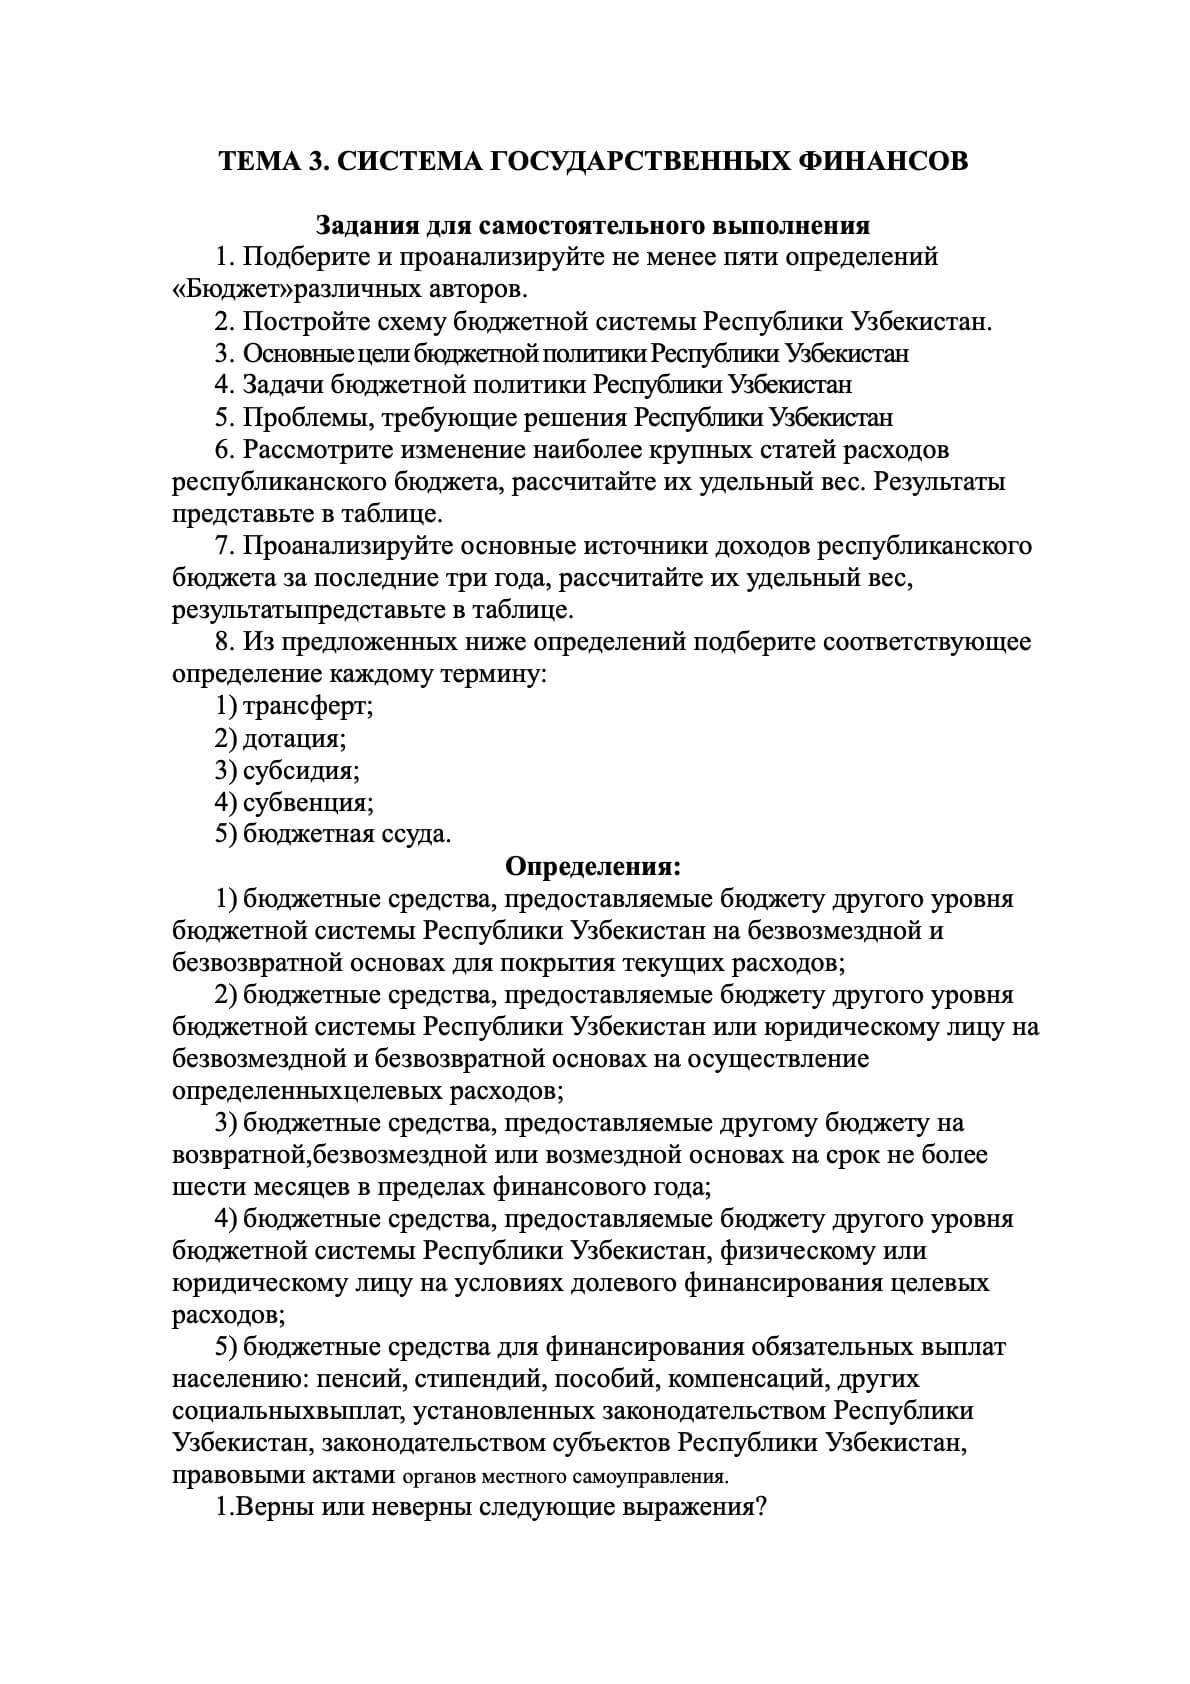 ТЕМА 3. СИСТЕМА ГОСУДАРСТВЕННЫХ ФИНАНСОВ
Задания для самостоятельного выполнения
1. Подберите и проанализируйте не менее пяти определений
«Бюджет»различных авторов.
2. Постройте схему бюджетной системы Республики Узбекистан.
3. Основные цели бюджетной политики Республики Узбекистан
4. Задачи бюджетной политики Республики Узбекистан
5. Проблемы, требующие решения Республики Узбекистан
6. Рассмотрите изменение наиболее крупных статей расходов
республиканского бюджета, рассчитайте их удельный вес. Результаты
представьте в таблице.
7. Проанализируйте основные источники доходов республиканского
бюджета за последние три года, рассчитайте их удельный вес,
результатыпредставьте в таблице.
8. Из предложенных ниже определений подберите соответствующее
определение каждому термину:
1) трансферт;
2) дотация;
3) субсидия;
4) субвенция;
5) бюджетная ссуда.
Определения:
1) бюджетные средства, предоставляемые бюджету другого уровня
бюджетной системы Республики Узбекистан на безвозмездной и
безвозвратной основах для покрытия текущих расходов;
2) бюджетные средства, предоставляемые бюджету другого уровня
бюджетной системы Республики Узбекистан или юридическому лицу на
безвозмездной и безвозвратной основах на осуществление
определенныхцелевых расходов;
3) бюджетные средства, предоставляемые другому бюджету на
возвратной,безвозмездной или возмездной основах на срок не более
шести месяцев в пределах финансового года;
4) бюджетные средства, предоставляемые бюджету другого уровня
бюджетной системы Республики Узбекистан, физическому или
юридическому лицу на условиях долевого финансирования целевых
расходов;
5) бюджетные средства для финансирования обязательных выплат
населению: пенсий, стипендий, пособий, компенсаций, других
социальныхвыплат, установленных законодательством Республики
Узбекистан, законодательством субъектов Республики Узбекистан,
правовыми актами органов местного самоуправления.
1.Верны или неверны следующие выражения?